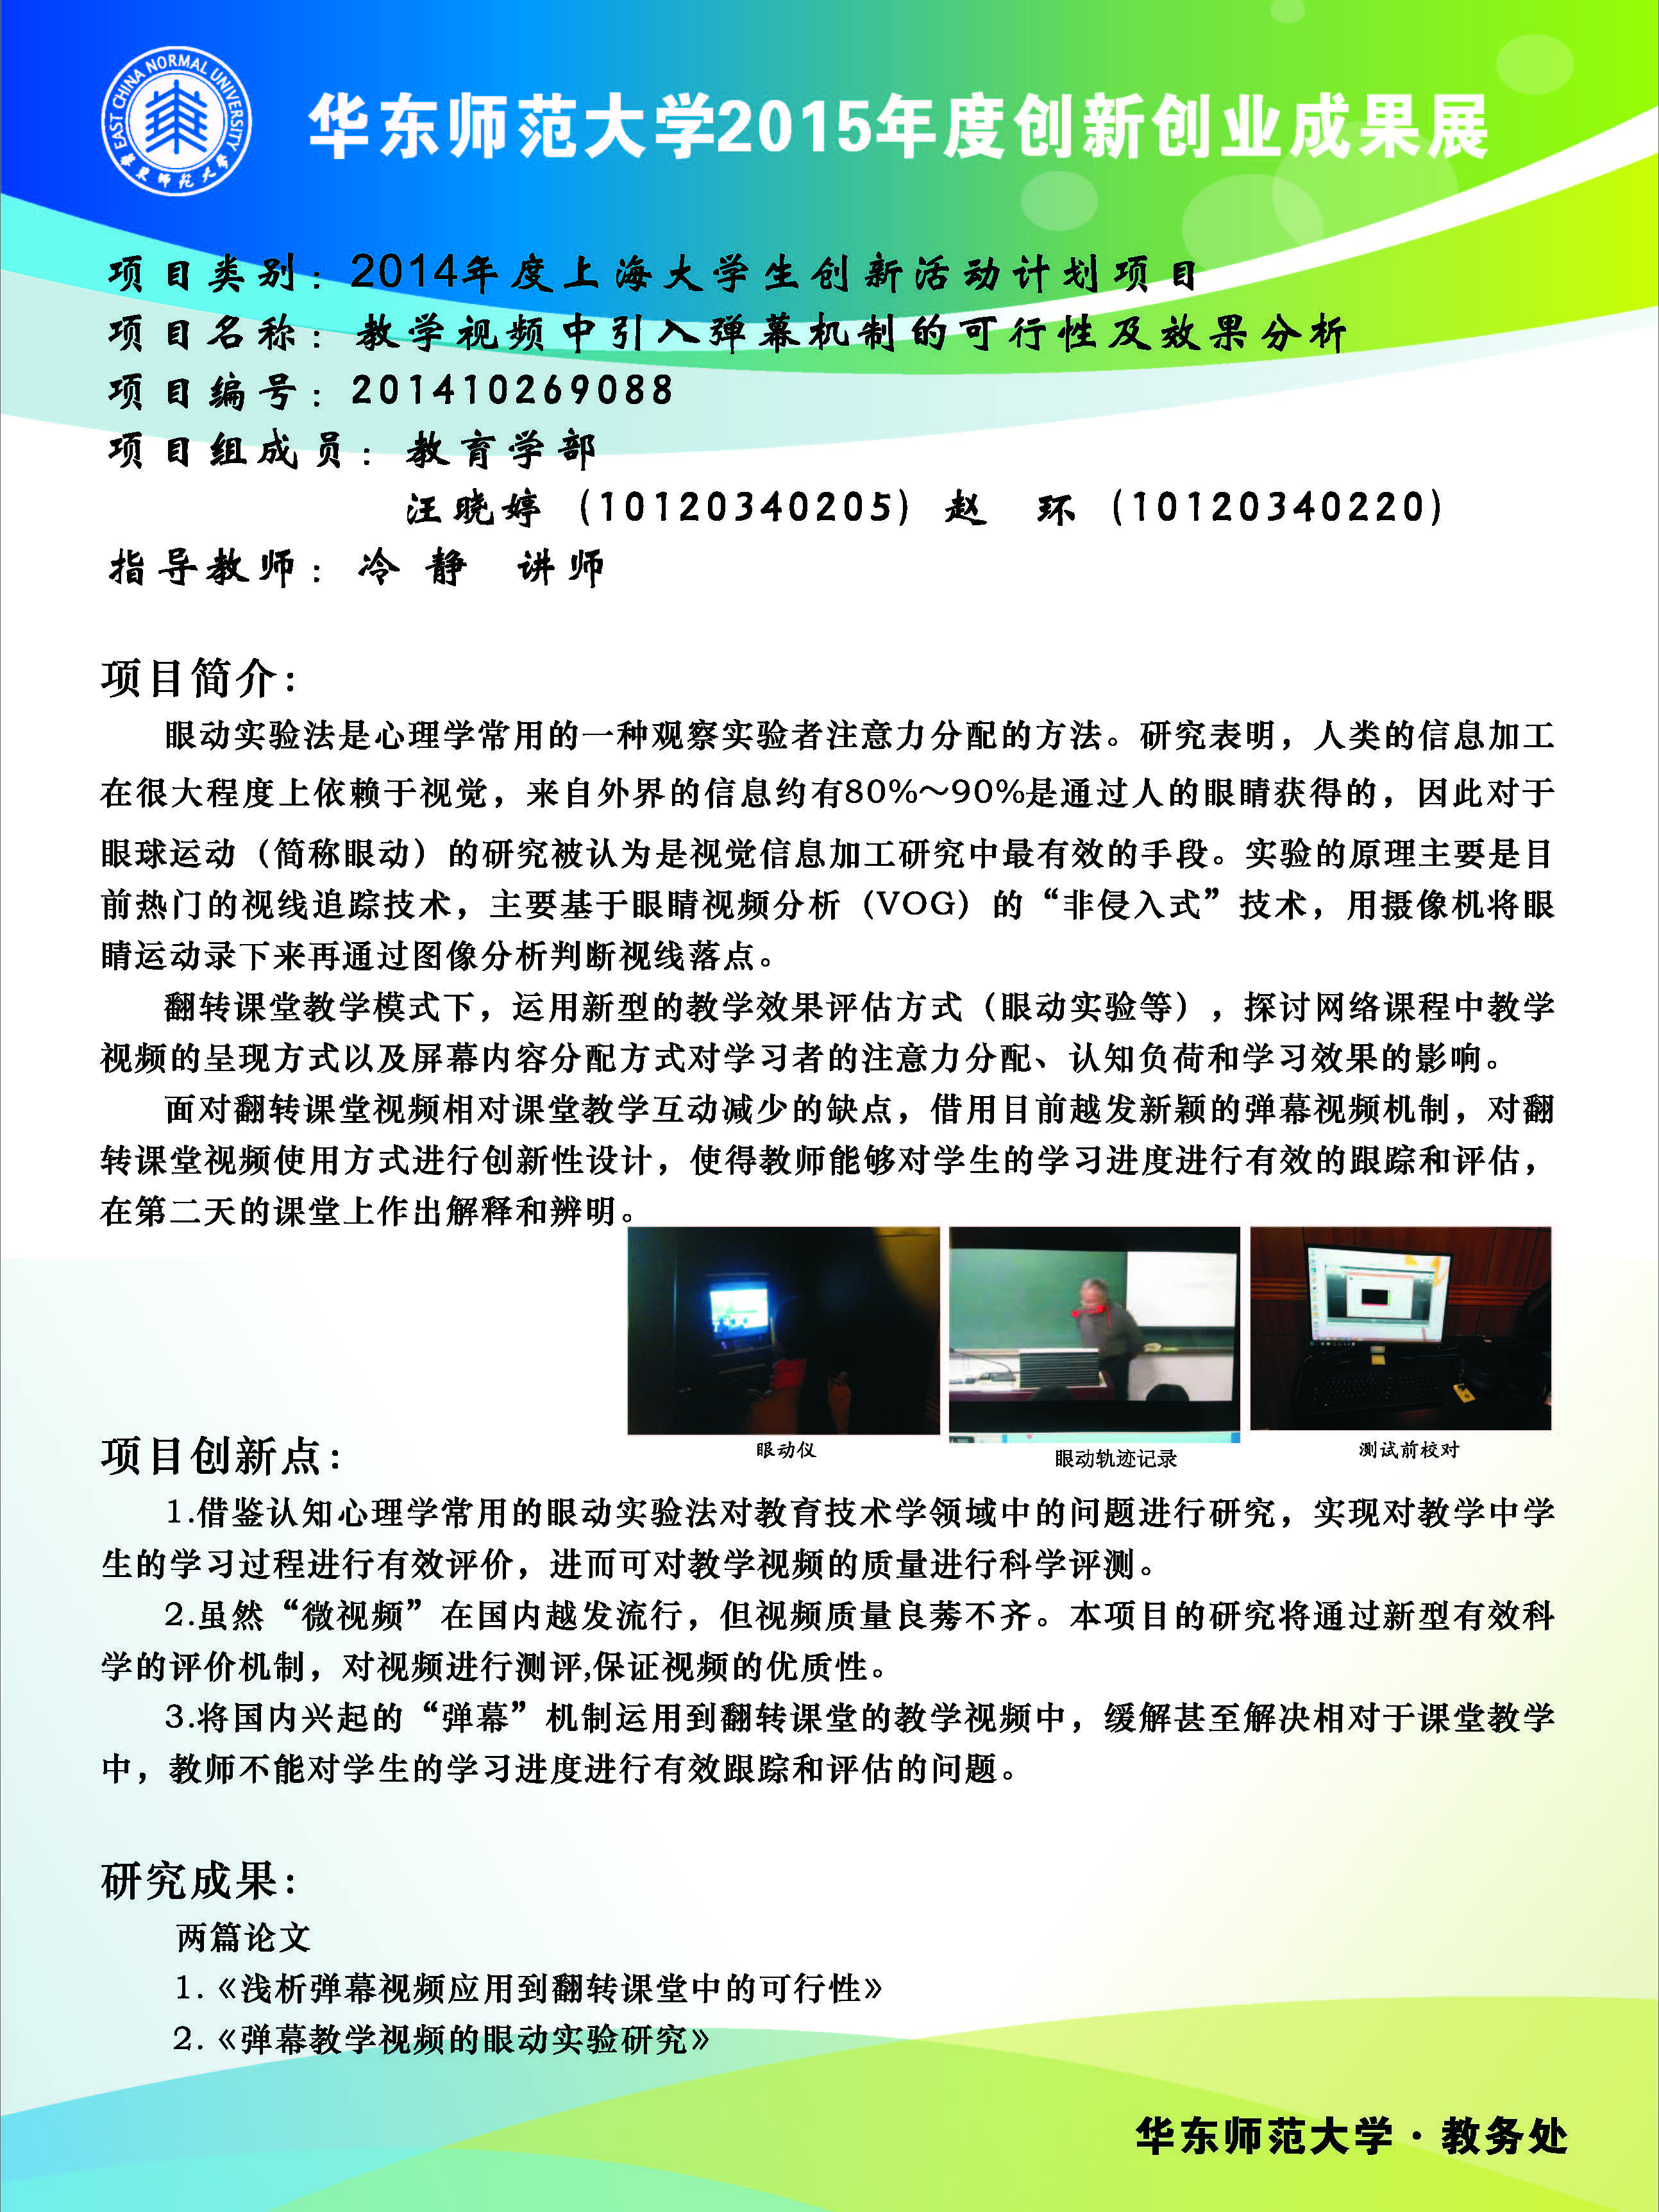 EAST CHINA NORMAL UNIVERSITY
華東師范大学
华东师范大学2015年度创新创业成果展
项目类别：2014年度上海大学生创新活动计划项目
项目名称：教学视频中引入弹幕机制的可行性及效果分析
项目编号：201410269088
项目组成员：教育学部
汪晓婷（10120340205）赵 环（10120340220）
指导教师：冷 静 讲师
项目简介：
眼动实验法是心理学常用的一种观察实验者注意力分配的方法。研究表明，人类的信息加工
在很大程度上依赖于视觉，来自外界的信息约有80%～90%是通过人的眼睛获得的，因此对于
眼球运动（简称眼动）的研究被认为是视觉信息加工研究中最有效的手段。实验的原理主要是目
前热门的视线追踪技术，主要基于眼睛视频分析（VOG）的“非侵入式”技术，用摄像机将眼
睛运动录下来再通过图像分析判断视线落点。
翻转课堂教学模式下，运用新型的教学效果评估方式（眼动实验等），探讨网络课程中教学
视频的呈现方式以及屏幕内容分配方式对学习者的注意力分配、认知负荷和学习效果的影响。
面对翻转课堂视频相对课堂教学互动减少的缺点，借用目前越发新颖的弹幕视频机制，对翻
转课堂视频使用方式进行创新性设计，使得教师能够对学生的学习进度进行有效的跟踪和评估，
在第二天的课堂上作出解释和辨明。
眼动仪
眼动轨迹记录
测试前校对
项目创新点：
1.借鉴认知心理学常用的眼动实验法对教育技术学领域中的问题进行研究，实现对教学中学
生的学习过程进行有效评价，进而可对教学视频的质量进行科学评测。
2.虽然“微视频”在国内越发流行，但视频质量良莠不齐。本项目的研究将通过新型有效科
学的评价机制，对视频进行测评,保证视频的优质性。
3.将国内兴起的“弹幕”机制运用到翻转课堂的教学视频中，缓解甚至解决相对于课堂教学
中，教师不能对学生的学习进度进行有效跟踪和评估的问题。
研究成果：
两篇论文
1.《浅析弹幕视频应用到翻转课堂中的可行性》
2.《弹幕教学视频的眼动实验研究》
华东师范大学·教务处